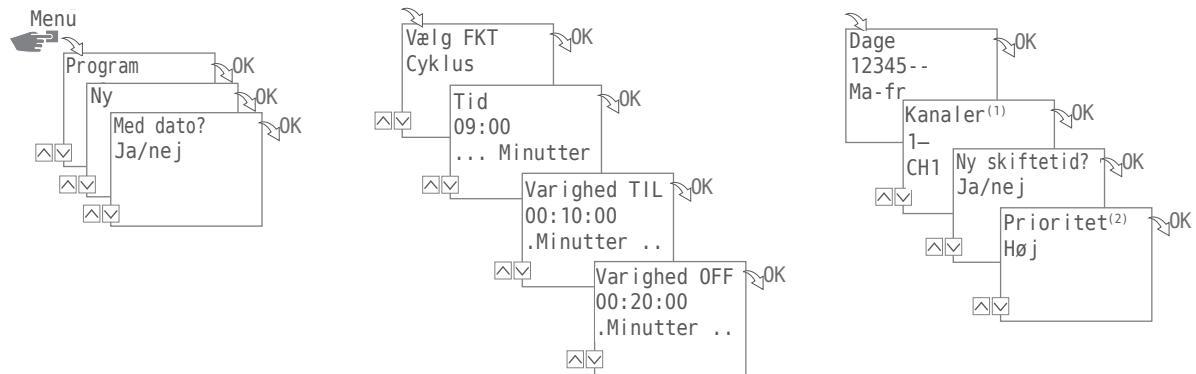 Menu
Program
OK
Ny
OK
Med dato?
Ja/nej
OK
Vælg FKT
Cyklus
OK
Tid
09:00
... Minutter
OK
Varighed TIL
00:10:00
.Minutter ..
OK
Varighed OFF
00:20:00
.Minutter ..
OK
Dage
12345--
Ma-fr
OK
Kanaler(1)
1—
CH1
OK
Ny skiftetid?
Ja/nej
OK
Prioritet(2)
Høj
OK